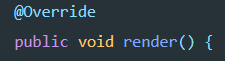 @Override
public void render() {